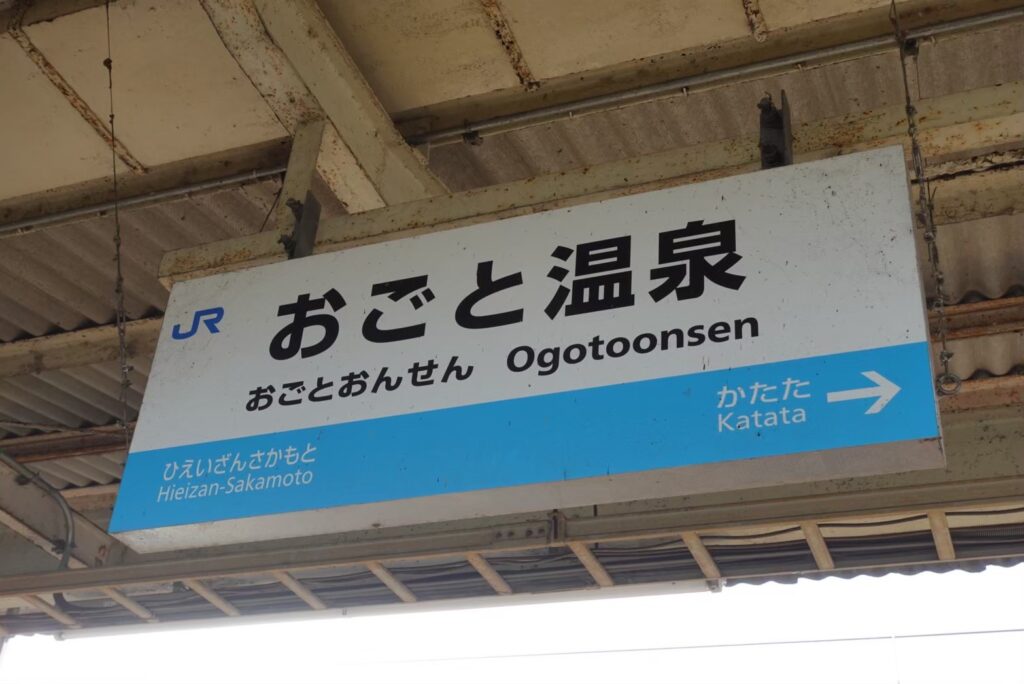 JR
おごと温泉
おごとおんせん Ogotoonsen
ひえいざんさかもと
Hieizan-Sakamoto
かたた
Katata
→